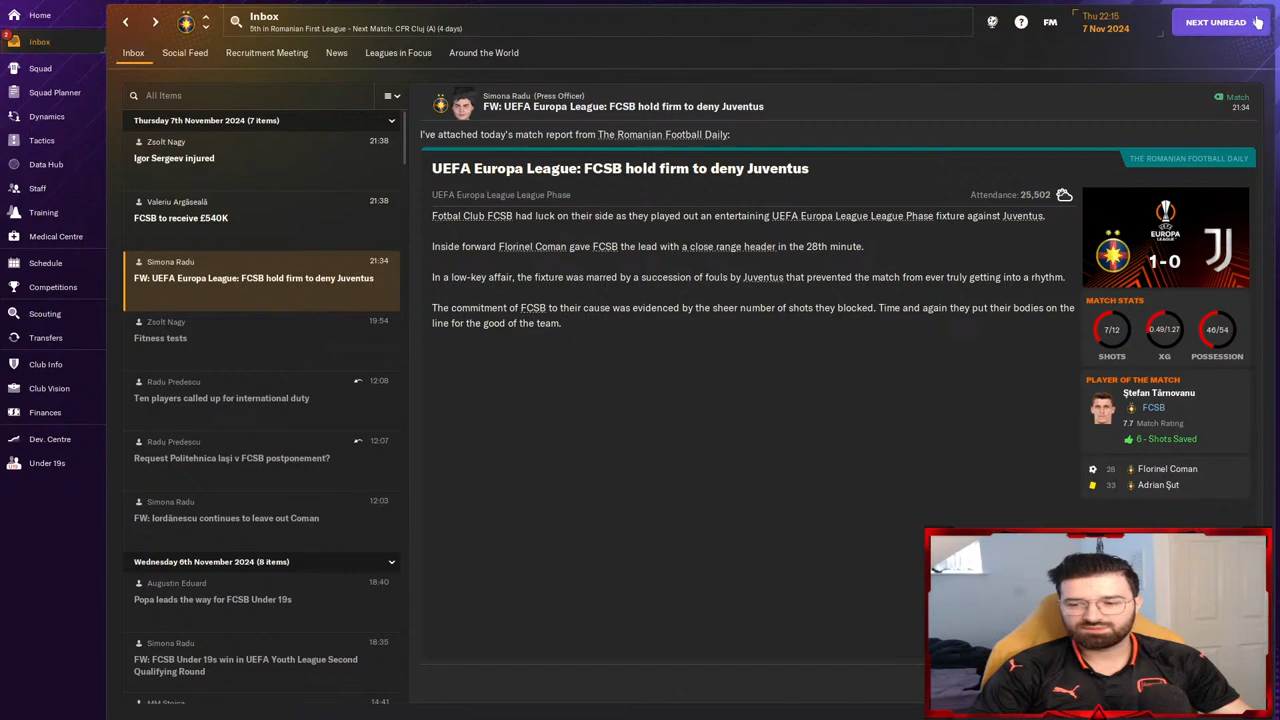 Home
2
Inbox
Squad
Squad Planner
Dynamics
Tactics
Data Hub
Staff
Training
Medical Centre
Schedule
Competitions
Scouting
Transfers
Club Info
Club Vision
Finances
Dev. Centre
Under 19s
Inbox
5th in Romanian First League - Next Match: CFR Cluj (A) (4 days)
FM
Thu 22:15
7 Nov 2024
NEXT UNREAD
Inbox Social Feed Recruitment Meeting News Leagues in Focus Around the World
All Items
Thursday 7th November 2024 (7 items)
Zsolt Nagy 21:38
Igor Sergeev injured
Valeriu Argăseală 21:38
FCSB to receive £540K
Simona Radu 21:34
FW: UEFA Europa League: FCSB hold firm to deny Juventus
Zsolt Nagy 19:54
Fitness tests
Radu Predescu 12:08
Ten players called up for international duty
Radu Predescu 12:07
Request Politehnica Iaşi v FCSB postponement?
Simona Radu 12:03
FW: Iordănescu continues to leave out Coman
Wednesday 6th November 2024 (8 items)
Augustin Eduard 18:40
Popa leads the way for FCSB Under 19s
Simona Radu 18:35
FW: FCSB Under 19s win in UEFA Youth League Second
Qualifying Round
MM Stoica 14:41
Simona Radu (Press Officer)
FW: UEFA Europa League: FCSB hold firm to deny Juventus
Match
21:34
I've attached today's match report from The Romanian Football Daily:
THE ROMANIAN FOOTBALL DAILY
UEFA Europa League: FCSB hold firm to deny Juventus
UEFA Europa League League Phase Attendance: 25,502
Fotbal Club FCSB had luck on their side as they played out an entertaining UEFA Europa League League Phase fixture against Juventus.
Inside forward Florinel Coman gave FCSB the lead with a close range header in the 28th minute.
In a low-key affair, the fixture was marred by a succession of fouls by Juventus that prevented the match from ever truly getting into a rhythm.
The commitment of FCSB to their cause was evidenced by the sheer number of shots they blocked. Time and again they put their bodies on the
line for the good of the team.
EUROPA
LEAGUE
1-0
MATCH STATS
7/12 0.49/1.27 46/54
SHOTS XG POSSESSION
PLAYER OF THE MATCH
Ştefan Târnovanu
FCSB
7.7 Match Rating
6 - Shots Saved
28 Florinel Coman
33 Adrian Şut